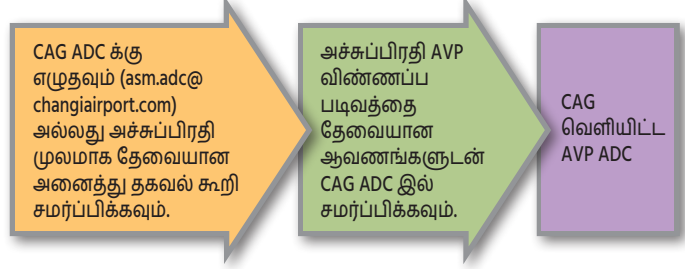 CAG ADC க்கு
எழுதவும் (asm.adc@
changiairport.com)
அல்லது அச்சுப்பிரதி
முலமாக தேவையான
அனைத்து தகவல் கூறி
சமர்ப்பிக்கவும்.
அச்சுப்பிரதி AVP
விண்ணப்ப
படிவத்தை
தேவையான
ஆவணங்களுடன்
CAG ADC இல்
சமர்ப்பிக்கவும்.
CAG
வெளியிட்ட
AVP ADC